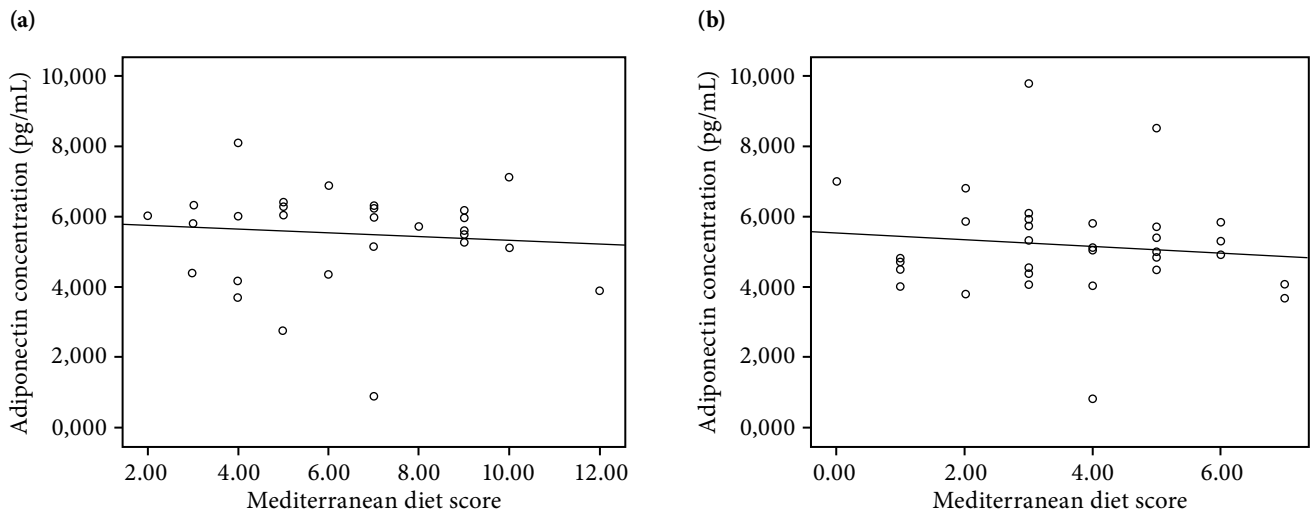 (a)
Adiponectin concentration (pg/mL)
10,000
8,000
6,000
4,000
2,000
0,000
2.00 4.00 6.00 8.00 10.00 12.00
Mediterranean diet score
(b)
Adiponectin concentration (pg/mL)
10,000
8,000
6,000
4,000
2,000
0,000
0.00 2.00 4.00 6.00
Mediterranean diet score